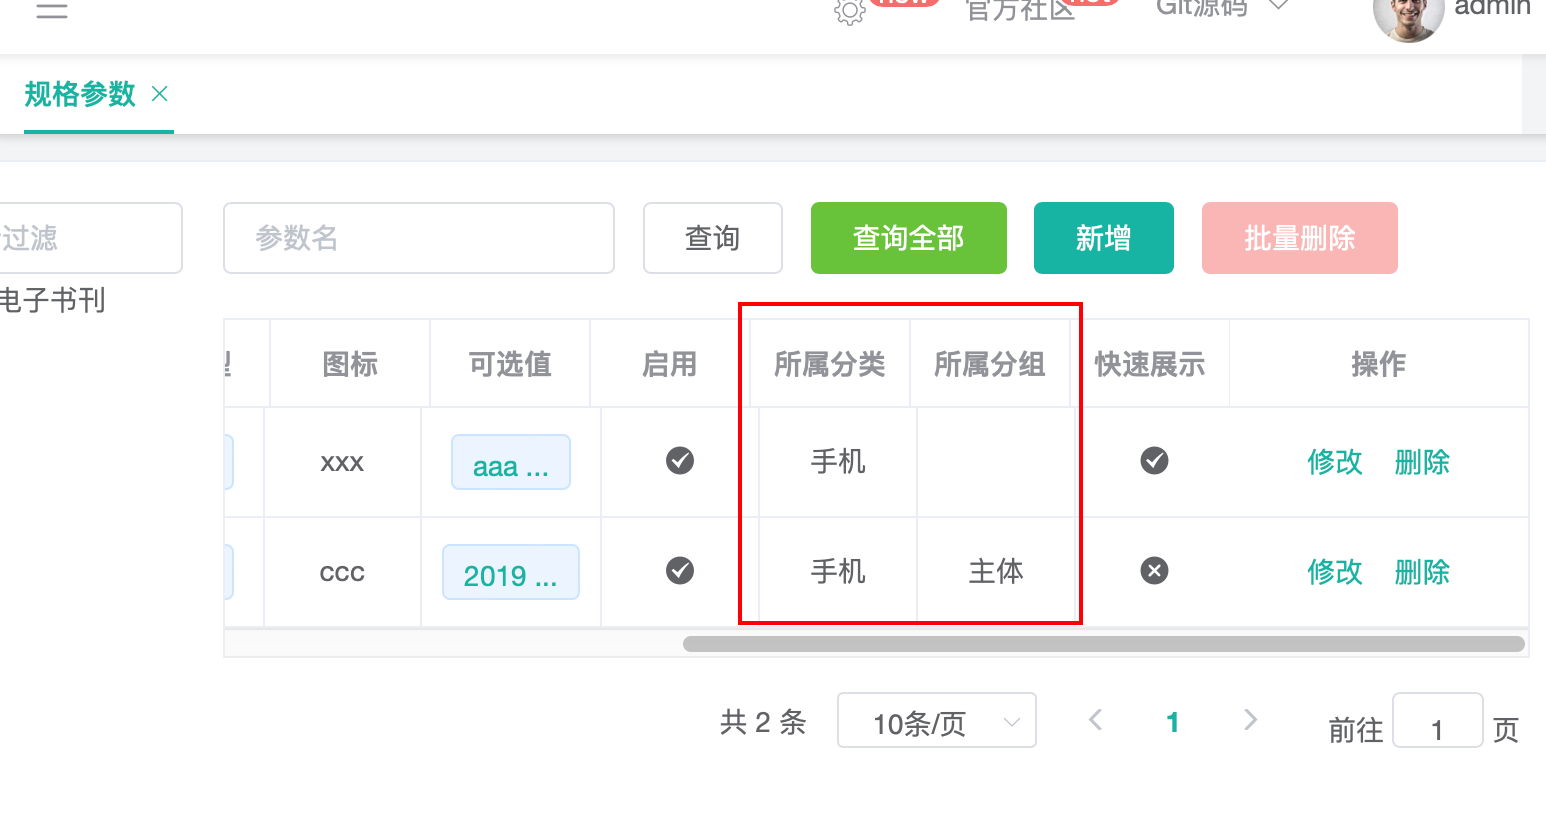 new
官方社区 hot
Git源码
admin
规格参数
过滤
参数名
查询
查询全部
新增
批量删除
电子书刊
图标
可选值
启用
所属分类
所属分组
快速展示
操作
xxx
aaa ...
手机
修改 删除
ccc
2019 ...
手机
主体
修改 删除
共 2 条
10条/页
1
前往 1 页